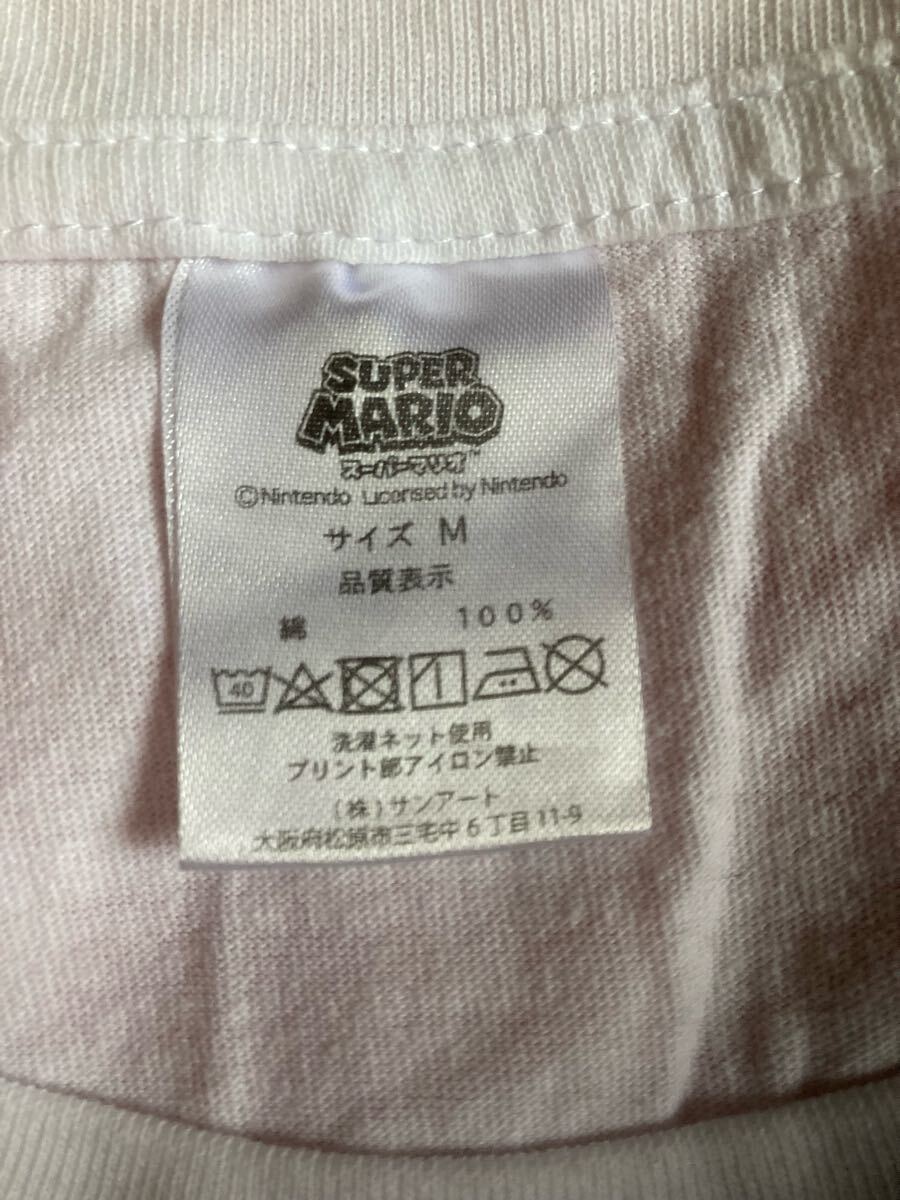 SUPER
MARIO
スーパーマリオ™
©Nintendo Licensed by Nintendo
サイズ M
品質表示
綿 100%
40
洗濯ネット使用
プリント部アイロン禁止
(株)サンアート
大阪府松原市三宅中6丁目11-9